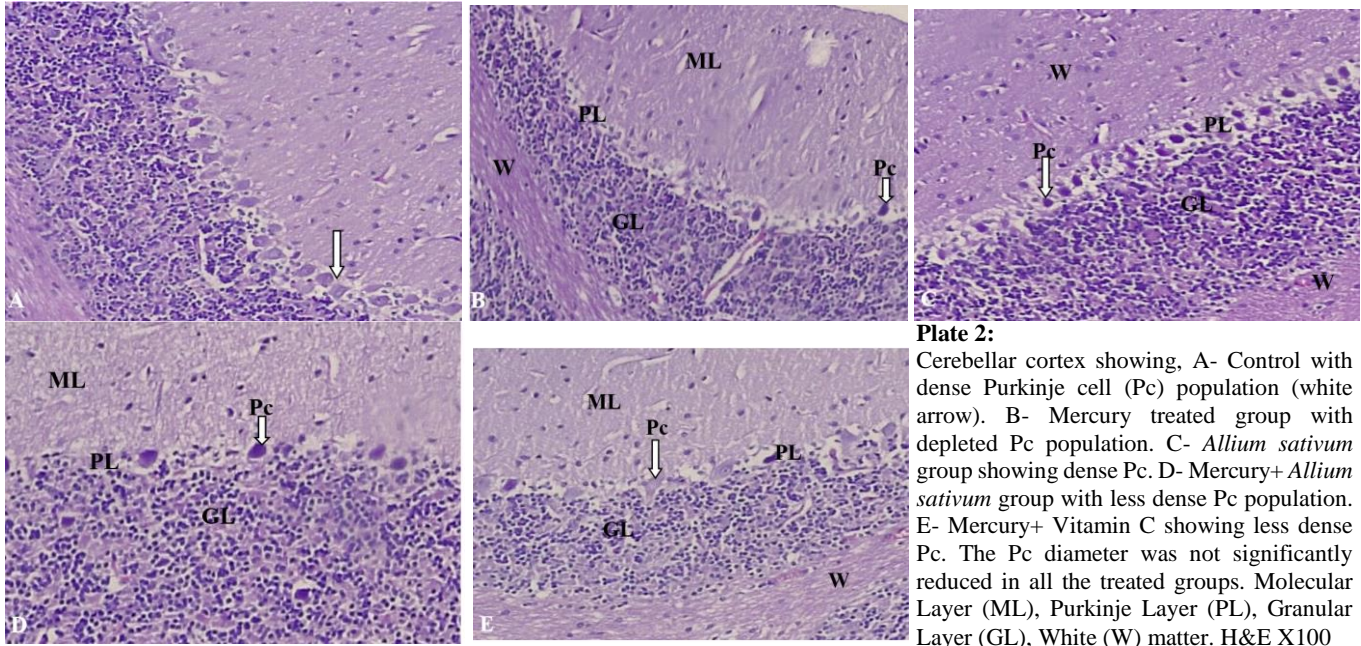 A
B
ML
PL
W
Pc
GL
C
W
PL
Pc
GL
W
D
ML
Pc
PL
GL
E
ML
Pc
PL
GL
W
Plate 2:
Cerebellar cortex showing, A- Control with
dense Purkinje cell (Pc) population (white
arrow). B- Mercury treated group with
depleted Pc population. C- Allium sativum
group showing dense Pc. D- Mercury+ Allium
sativum group with less dense Pc population.
E- Mercury+ Vitamin C showing less dense
Pc. The Pc diameter was not significantly
reduced in all the treated groups. Molecular
Layer (ML), Purkinje Layer (PL), Granular
Layer (GL), White (W) matter. H&E X100